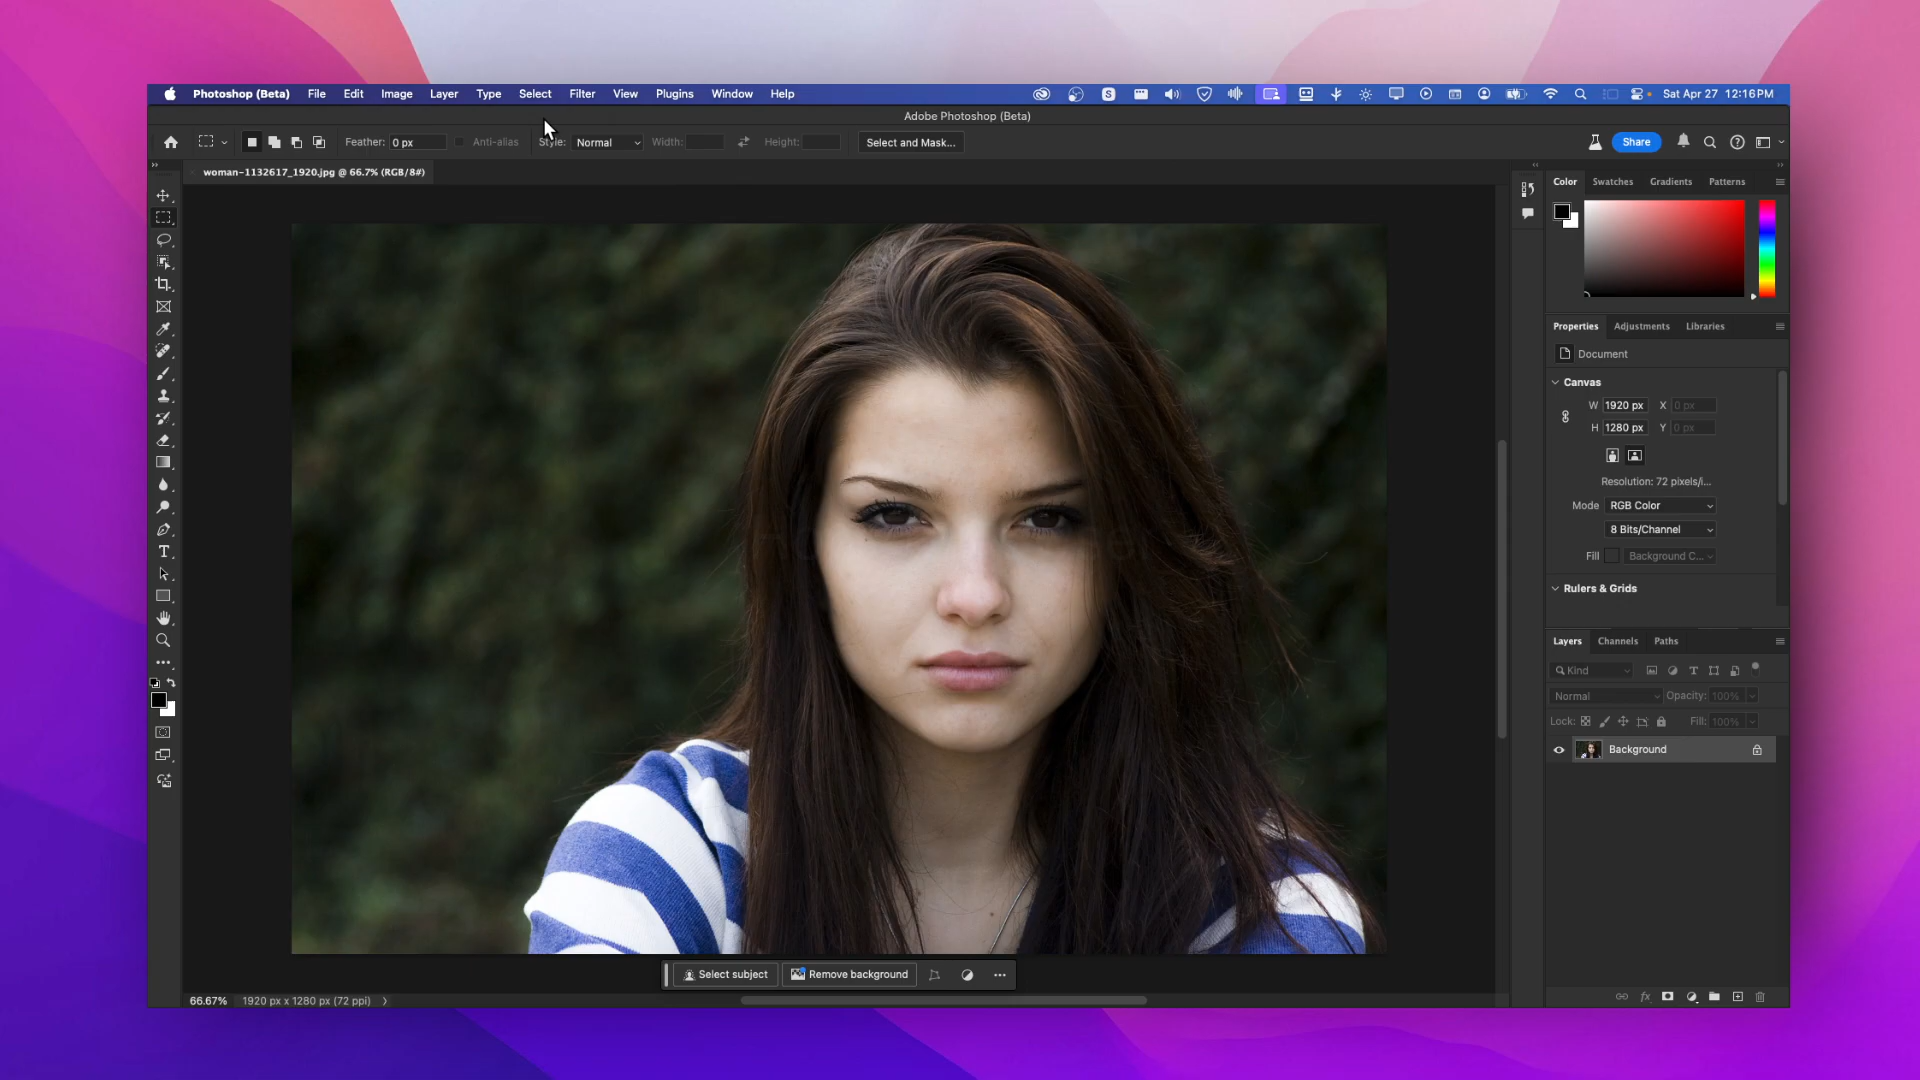 Photoshop (Beta) File Edit Image Layer Type Select Filter View Plugins Window Help S Sat Apr 27 12:16 PM
Adobe Photoshop (Beta)
Feather: 0 px Anti-alias Style: Normal Width: Height: Select and Mask... Share
woman-1132617_1920.jpg @ 66.7% (RGB/8#)
Color Swatches Gradients Patterns
Properties Adjustments Libraries
Document
Canvas
W 1920 px X 0 px
H 1280 px Y 0 px
Resolution: 72 pixels/i...
Mode RGB Color
8 Bits/Channel
Fill Background C...
Rulers & Grids
Layers Channels Paths
Kind
Normal Opacity: 100%
Lock: Fill: 100%
Background
Select subject Remove background
66.67% 1920 px x 1280 px (72 ppi)